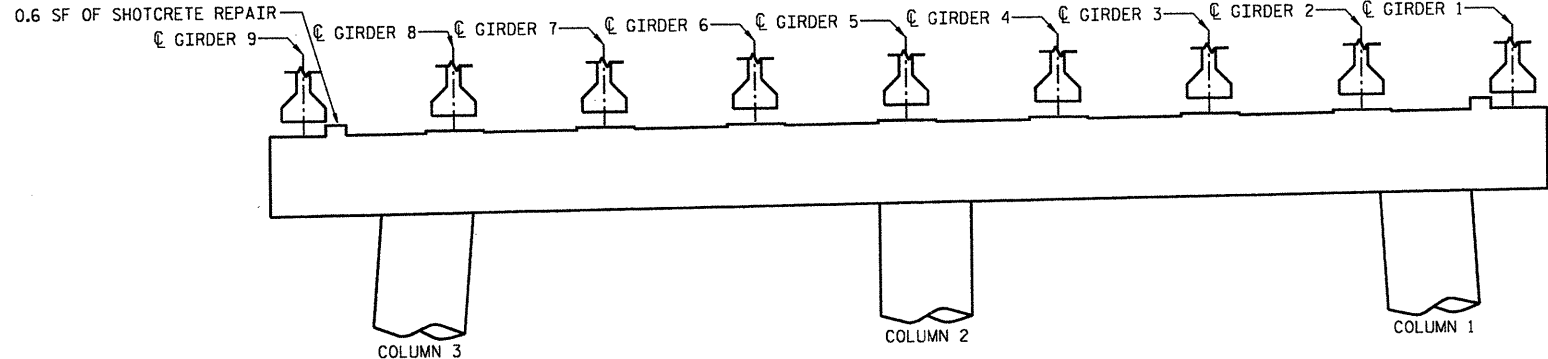 0.6 SF OF SHOTCRETE REPAIR
℄ GIRDER 9
℄ GIRDER 8
℄ GIRDER 7
℄ GIRDER 6
℄ GIRDER 5
℄ GIRDER 4
℄ GIRDER 3
℄ GIRDER 2
℄ GIRDER 1
COLUMN 3
COLUMN 2
COLUMN 1